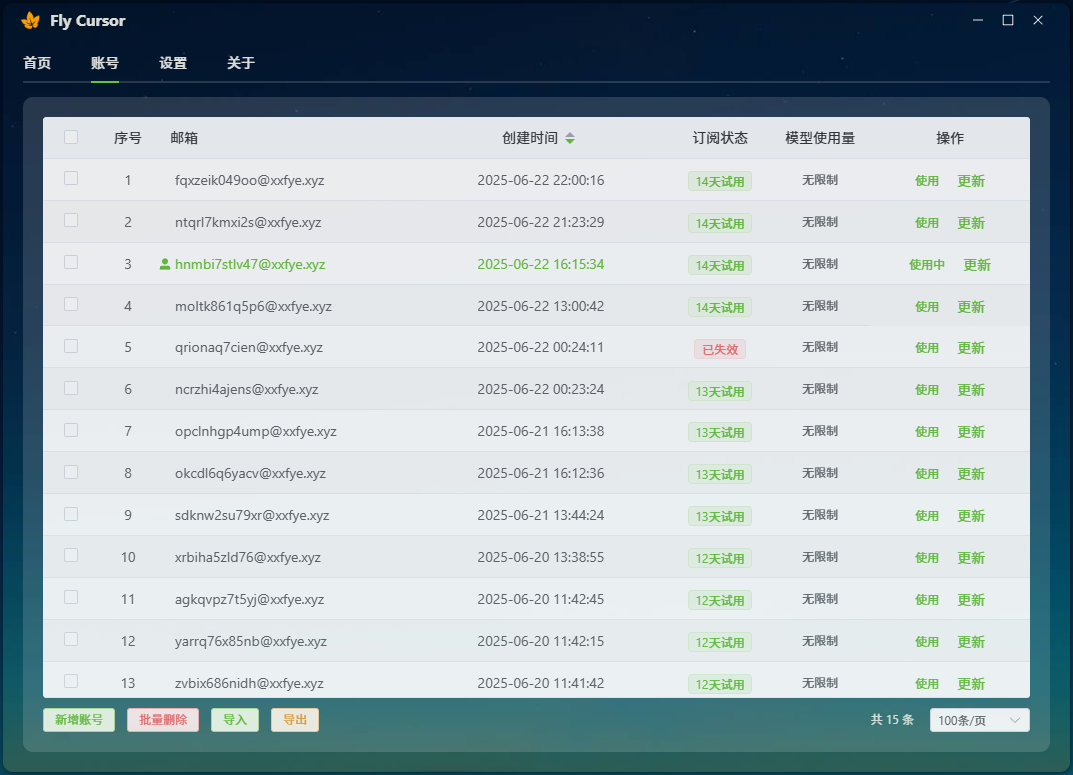 Fly Cursor
首页 账号 设置 关于
序号 邮箱 创建时间 订阅状态 模型使用量 操作
1 fqxzeik049oo@xxfye.xyz 2025-06-22 22:00:16 14天试用 无限制 使用 更新
2 ntqrl7kmxi2s@xxfye.xyz 2025-06-22 21:23:29 14天试用 无限制 使用 更新
3 hnmbi7stlv47@xxfye.xyz 2025-06-22 16:15:34 14天试用 无限制 使用中 更新
4 moltk861q5p6@xxfye.xyz 2025-06-22 13:00:42 14天试用 无限制 使用 更新
5 qrionaq7cien@xxfye.xyz 2025-06-22 00:24:11 已失效 无限制 使用 更新
6 ncrzhi4ajens@xxfye.xyz 2025-06-22 00:23:24 13天试用 无限制 使用 更新
7 opclnhgp4ump@xxfye.xyz 2025-06-21 16:13:38 13天试用 无限制 使用 更新
8 okcdl6q6yacv@xxfye.xyz 2025-06-21 16:12:36 13天试用 无限制 使用 更新
9 sdknw2su79xr@xxfye.xyz 2025-06-21 13:44:24 13天试用 无限制 使用 更新
10 xrbiha5zld76@xxfye.xyz 2025-06-20 13:38:55 12天试用 无限制 使用 更新
11 agkqvpz7t5yj@xxfye.xyz 2025-06-20 11:42:45 12天试用 无限制 使用 更新
12 yarrq76x85nb@xxfye.xyz 2025-06-20 11:42:15 12天试用 无限制 使用 更新
13 zvbix686nidh@xxfye.xyz 2025-06-20 11:41:42 12天试用 无限制 使用 更新
新增账号 批量删除 导入 导出 共 15 条 100条/页